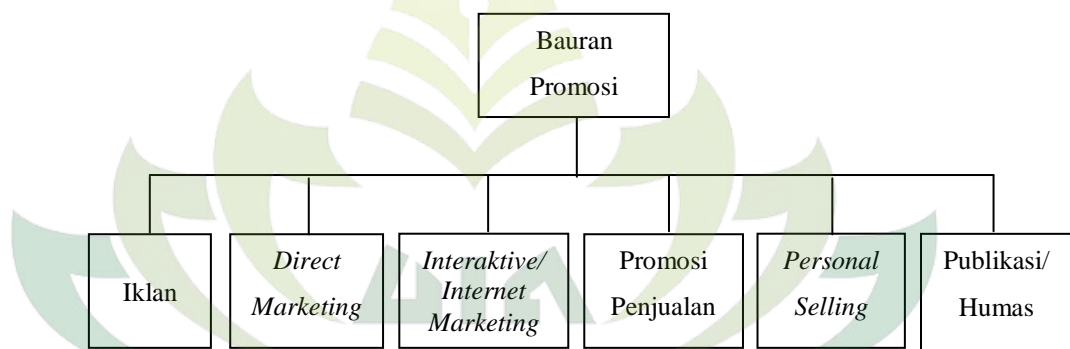 Bauran
Promosi
Iklan
Direct
Marketing
Interaktive/
Internet
Marketing
Promosi
Penjualan
Personal
Selling
Publikasi/
Humas